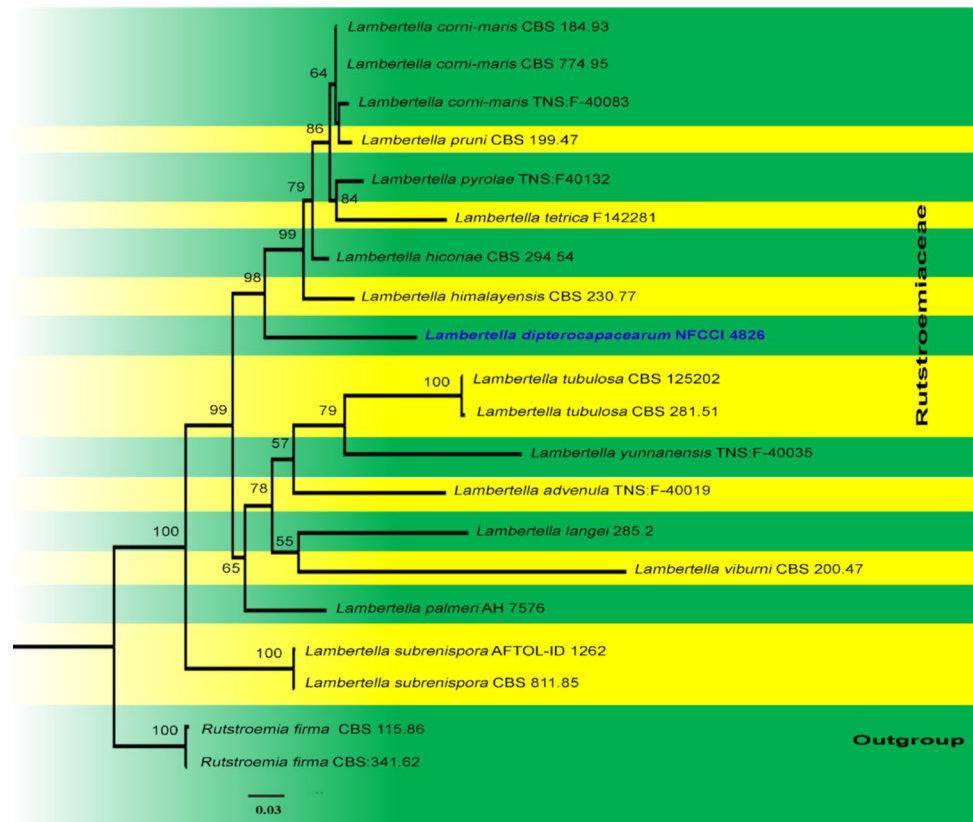 Lambertella corni-maris CBS 184.93
Lambertella corni-maris CBS 774.95
64
Lambertella corni-maris TNS:F-40083
86
Lambertella pruni CBS 199.47
Lambertella pyrolae TNS:F40132
79
84
Lambertella tetrica F142281
99
Lambertella hicoriae CBS 294.54
98
Lambertella himalayensis CBS 230.77
Lambertella dipterocapacearum NFCCI 4826
Rutstroemiaceae
100
Lambertella tubulosa CBS 125202
99
79
Lambertella tubulosa CBS 281.51
57
Lambertella yunnanensis TNS:F-40035
78
Lambertella advenula TNS:F-40019
100
Lambertella langei 285.2
55
65
Lambertella viburni CBS 200.47
Lambertella palmeri AH 7576
100
Lambertella subrenispora AFTOL-ID 1262
Lambertella subrenispora CBS 811.85
100
Rutstroemia firma CBS 115.86
Outgroup
Rutstroemia firma CBS:341.62
0.03